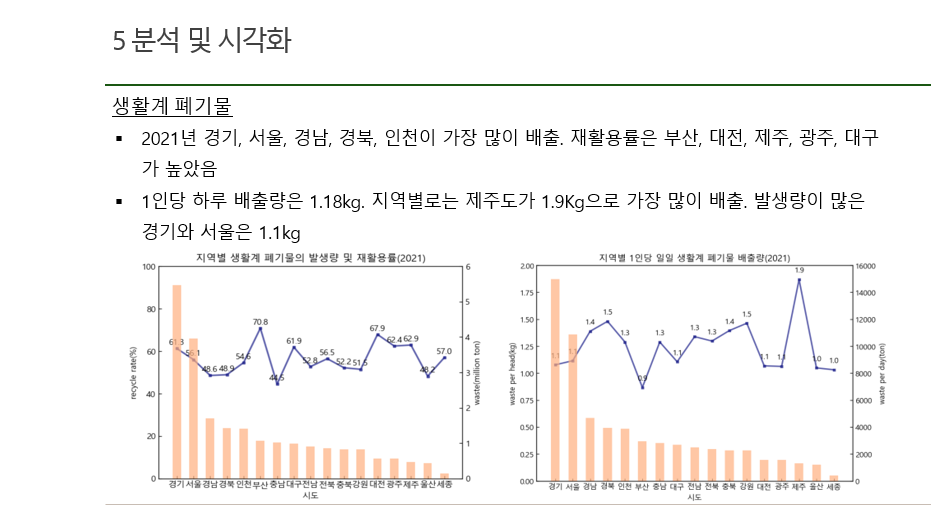 5 분석 및 시각화
생활계 폐기물
▪ 2021년 경기, 서울, 경남, 경북, 인천이 가장 많이 배출. 재활용률은 부산, 대전, 제주, 광주, 대구
가 높았음
▪ 1인당 하루 배출량은 1.18kg. 지역별로는 제주도가 1.9Kg으로 가장 많이 배출. 발생량이 많은
경기와 서울은 1.1kg
지역별 생활계 폐기물의 발생량 및 재활용률(2021)
100
80
60
40
20
0
recycle rate(%)
61.3 56.1 48.6 48.9 54.6 70.8 44.5 61.9 52.8 56.5 52.2 51.5 67.9 62.4 62.9 48.2 57.0
6
5
4
3
2
1
0
waste(million ton)
경기 서울 경남 경북 인천 부산 충남 대구 전남 전북 충북 강원 대전 광주 제주 울산 세종
시도
지역별 1인당 일일 생활계 폐기물 배출량(2021)
2.00
1.75
1.50
1.25
1.00
0.75
0.50
0.25
0.00
waste per head(kg)
1.1 1.1 1.4 1.5 1.3 0.9 1.3 1.1 1.3 1.3 1.4 1.5 1.1 1.1 1.9 1.0 1.0
16000
14000
12000
10000
8000
6000
4000
2000
0
waste per day(ton)
경기 서울 경남 경북 인천 부산 충남 대구 전남 전북 충북 강원 대전 광주 제주 울산 세종
시도